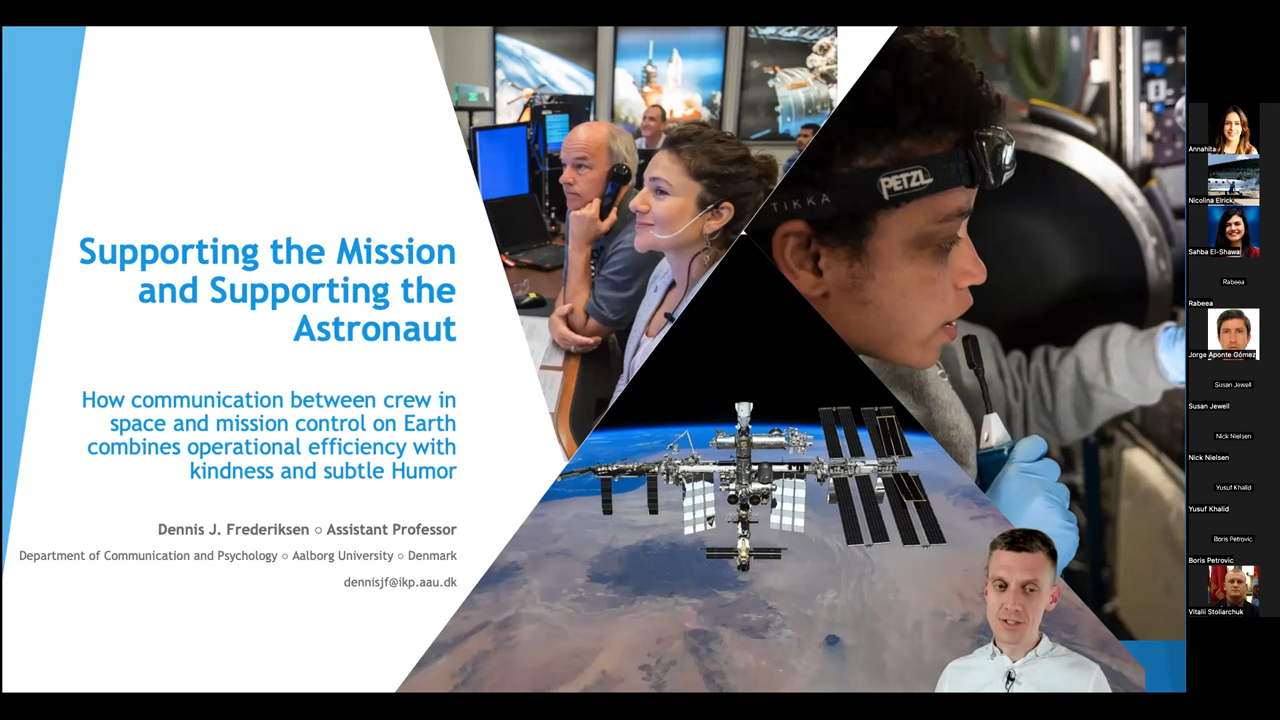 Supporting the Mission
and Supporting the
Astronaut
How communication between crew in
space and mission control on Earth
combines operational efficiency with
kindness and subtle Humor
Dennis J. Frederiksen ○ Assistant Professor
Department of Communication and Psychology ○ Aalborg University ○ Denmark
dennisjf@ikp.aau.dk
PETZL
TIKKA
Annahita
Nicolina Elrick
Sahba El-Shawa
Rabeea
Rabeea
Jorge Aponte Gómez
Susan Jewell
Susan Jewell
Nick Nielsen
Nick Nielsen
Yusuf Khalid
Yusuf Khalid
Boris Petrovic
Boris Petrovic
Vitalii Stoliarchuk